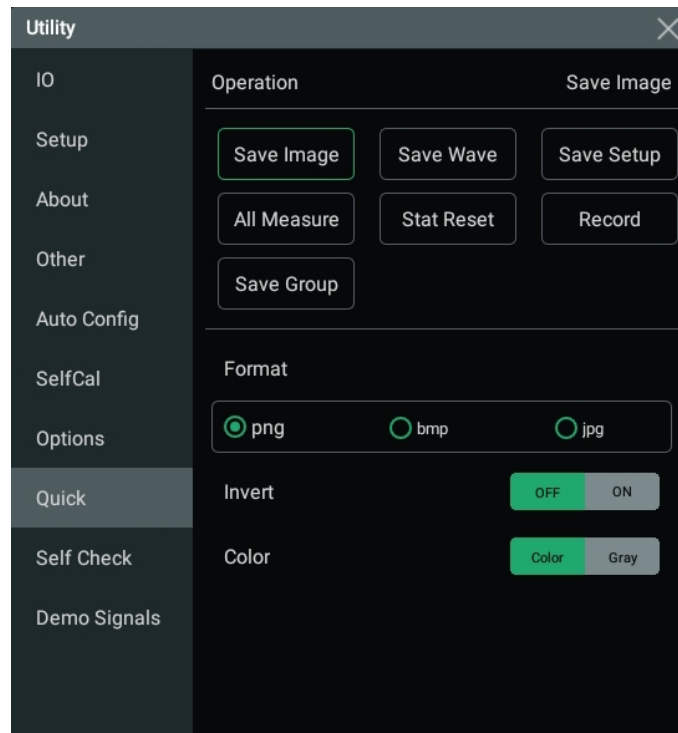 Utility
IO
Setup
About
Other
Auto Config
SelfCal
Options
Quick
Self Check
Demo Signals
Operation Save Image
Save Image Save Wave Save Setup
All Measure Stat Reset Record
Save Group
Format
png bmp jpg
Invert OFF ON
Color Color Gray